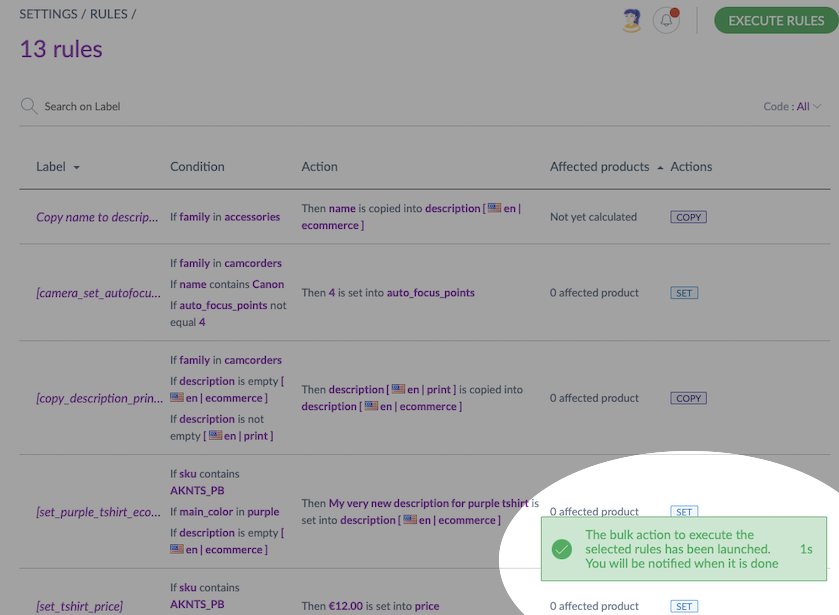 SETTINGS / RULES /
EXECUTE RULES
13 rules
Search on Label
Code : All
Label Condition Action Affected products Actions
Copy name to descrip...
If family in accessories
Then name is copied into description [ en |
ecommerce ]
Not yet calculated
COPY
[camera_set_autofocu...
If family in camcorders
If name contains Canon
If auto_focus_points not
equal 4
Then 4 is set into auto_focus_points
0 affected product
SET
[copy_description_prin...
If family in camcorders
If description is empty [
en | ecommerce ]
If description is not
empty [ en | print ]
Then description [ en | print ] is copied into
description [ en | ecommerce ]
0 affected product
COPY
[set_purple_tshirt_eco...
If sku contains
AKNTS_PB
If main_color in purple
If description is empty [
en | ecommerce ]
Then My very new description for purple tshirt is
set into description [ en | ecommerce ]
0 affected product
SET
The bulk action to execute the
selected rules has been launched.
You will be notified when it is done
1s
[set_tshirt_price]
If sku contains
AKNTS_PB
Then €12.00 is set into price
0 affected product
SET